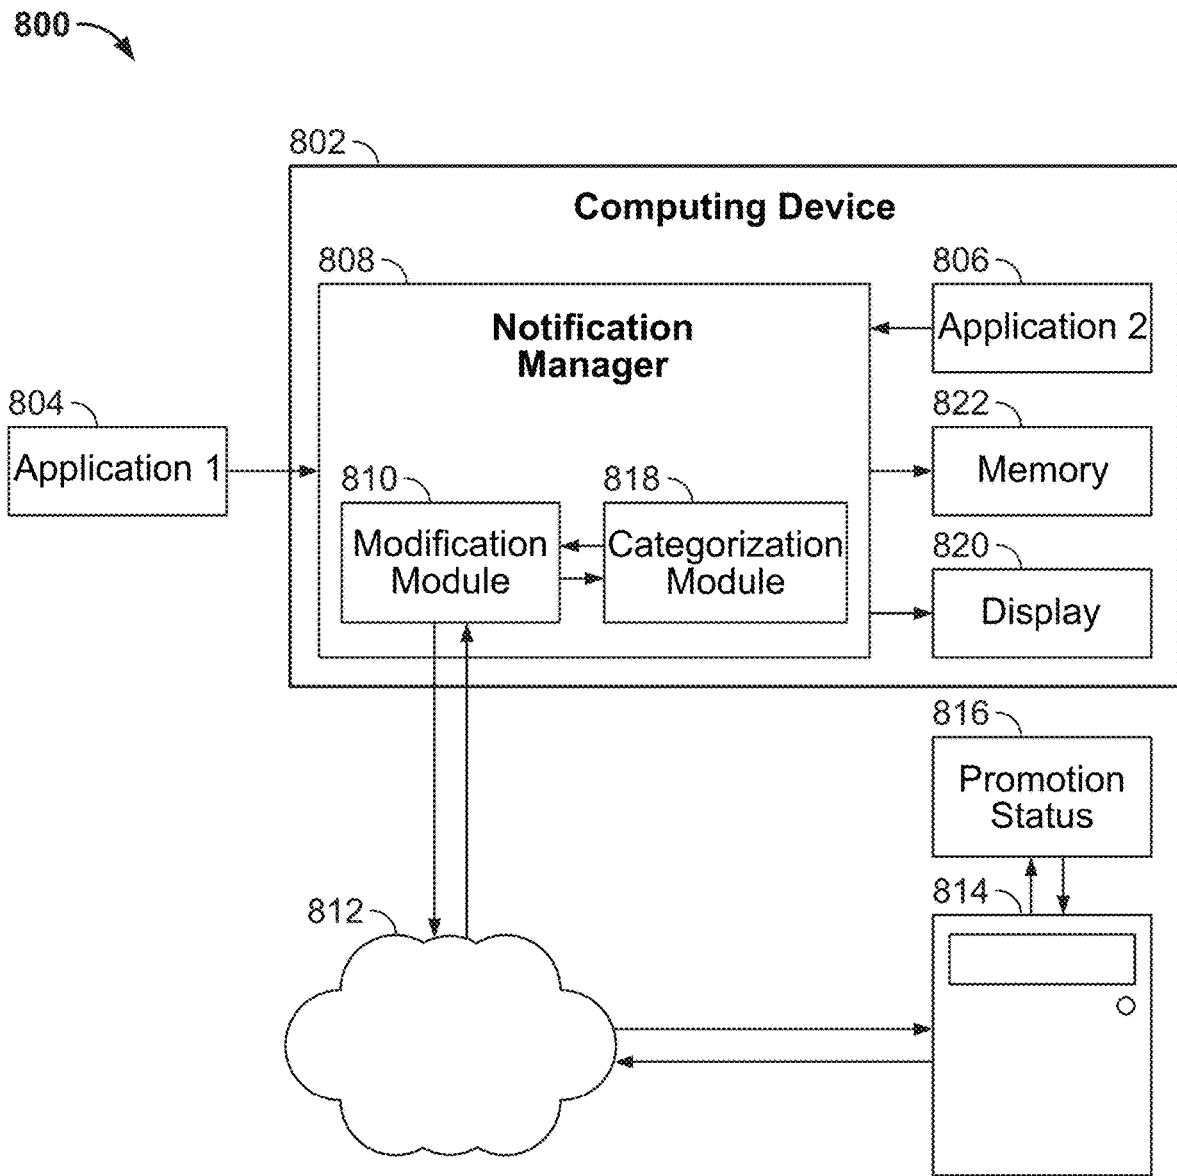 800
802
Computing Device
808
806
Notification
Manager
Application 2
804
Application 1
822
Memory
810
818
Modification
Module
Categorization
Module
820
Display
816
Promotion
Status
814
812